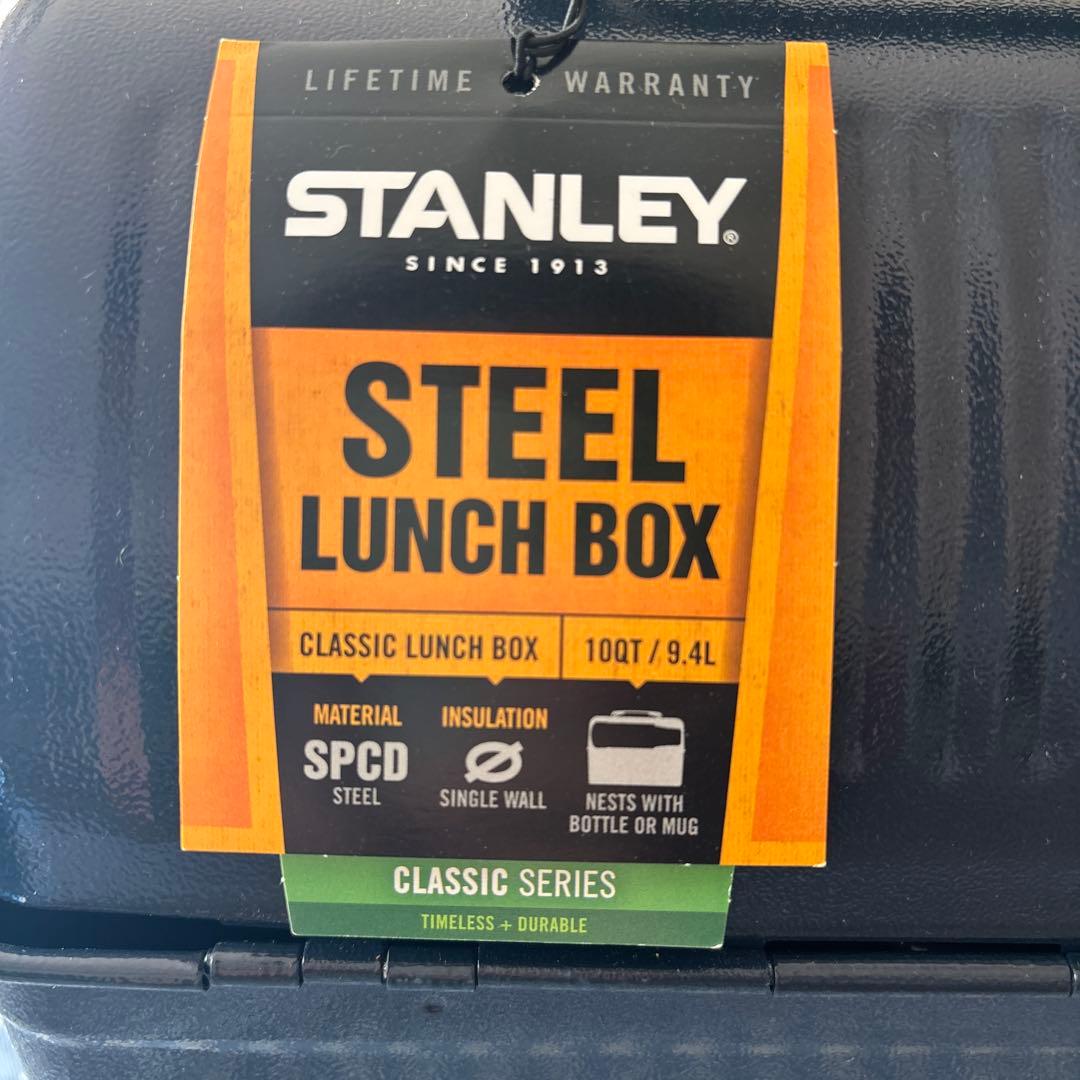 LIFETIME WARRANTY
STANLEY®
SINCE 1913
STEEL
LUNCH BOX
CLASSIC LUNCH BOX
10QT / 9.4L
MATERIAL
SPCD
STEEL
INSULATION
SINGLE WALL
NESTS WITH
BOTTLE OR MUG
CLASSIC SERIES
TIMELESS + DURABLE